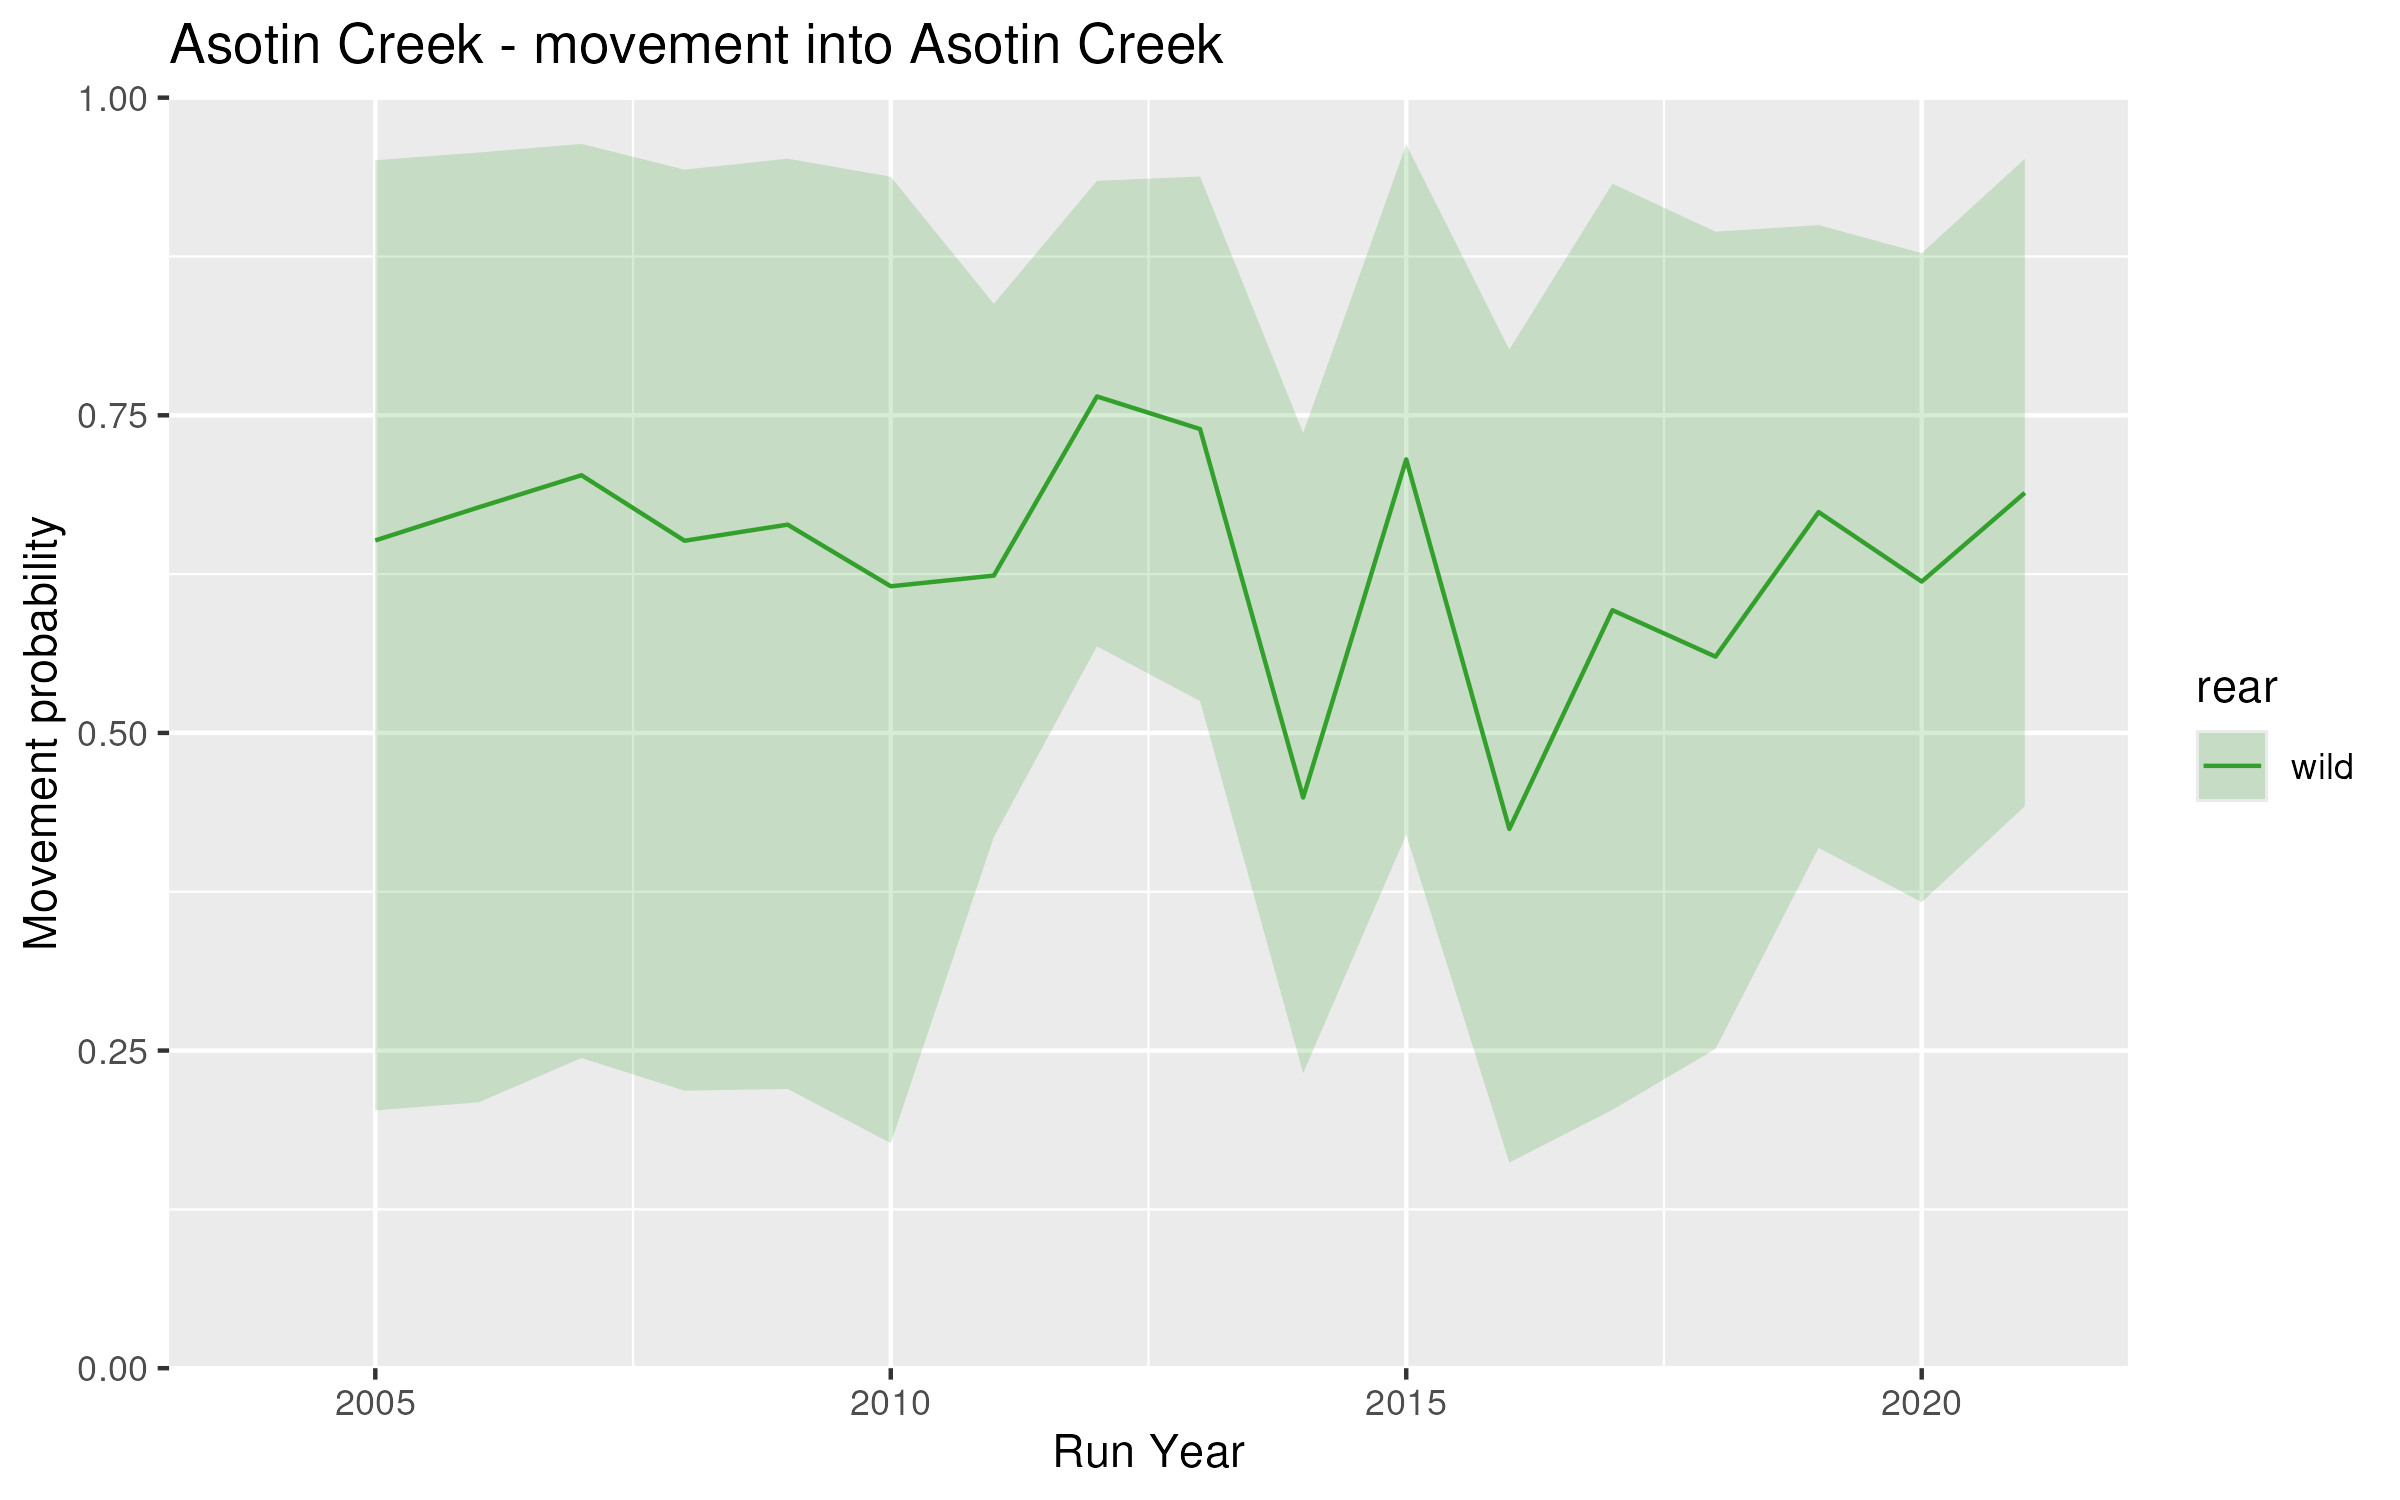 Asotin Creek - movement into Asotin Creek
1.00
0.75
0.50
0.25
0.00
Movement probability
2005 2010 2015 2020
Run Year
rear
wild